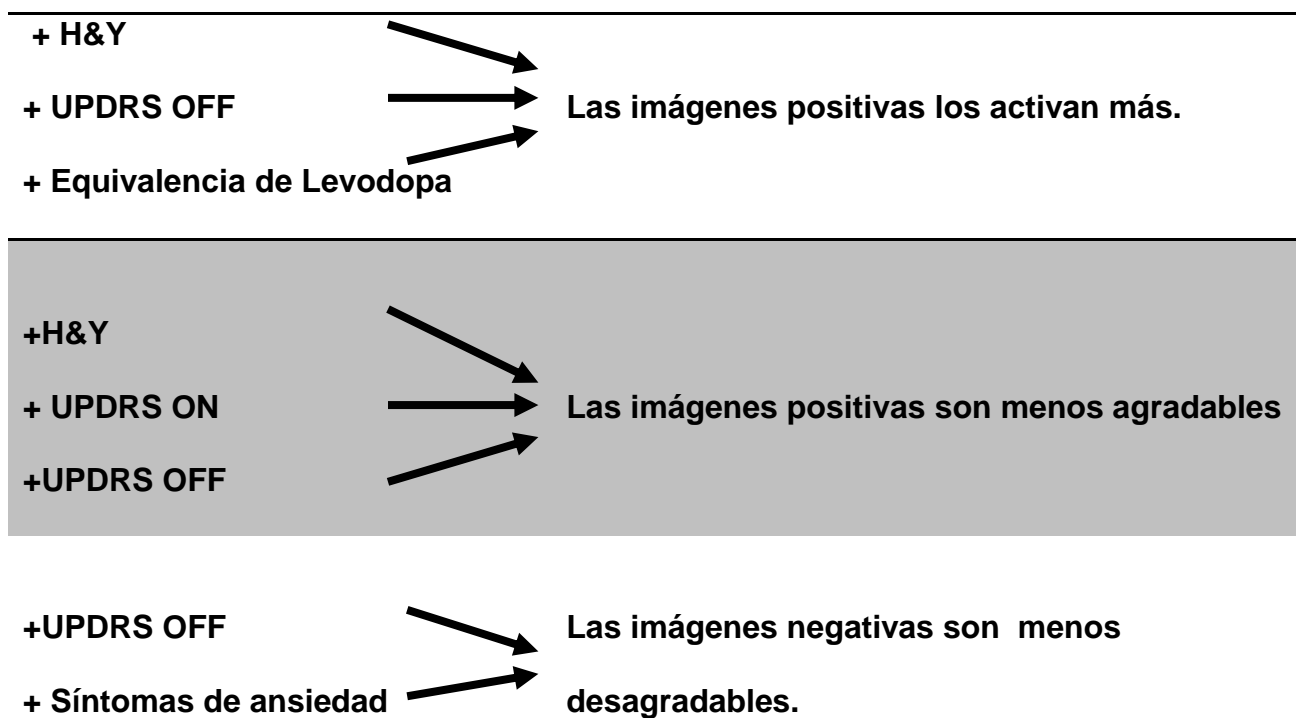 + H&Y
+ UPDRS OFF
Las imágenes positivas los activan más.
+ Equivalencia de Levodopa
+H&Y
+ UPDRS ON
Las imágenes positivas son menos agradables
+UPDRS OFF
+UPDRS OFF
Las imágenes negativas son menos
+ Síntomas de ansiedad
desagradables.